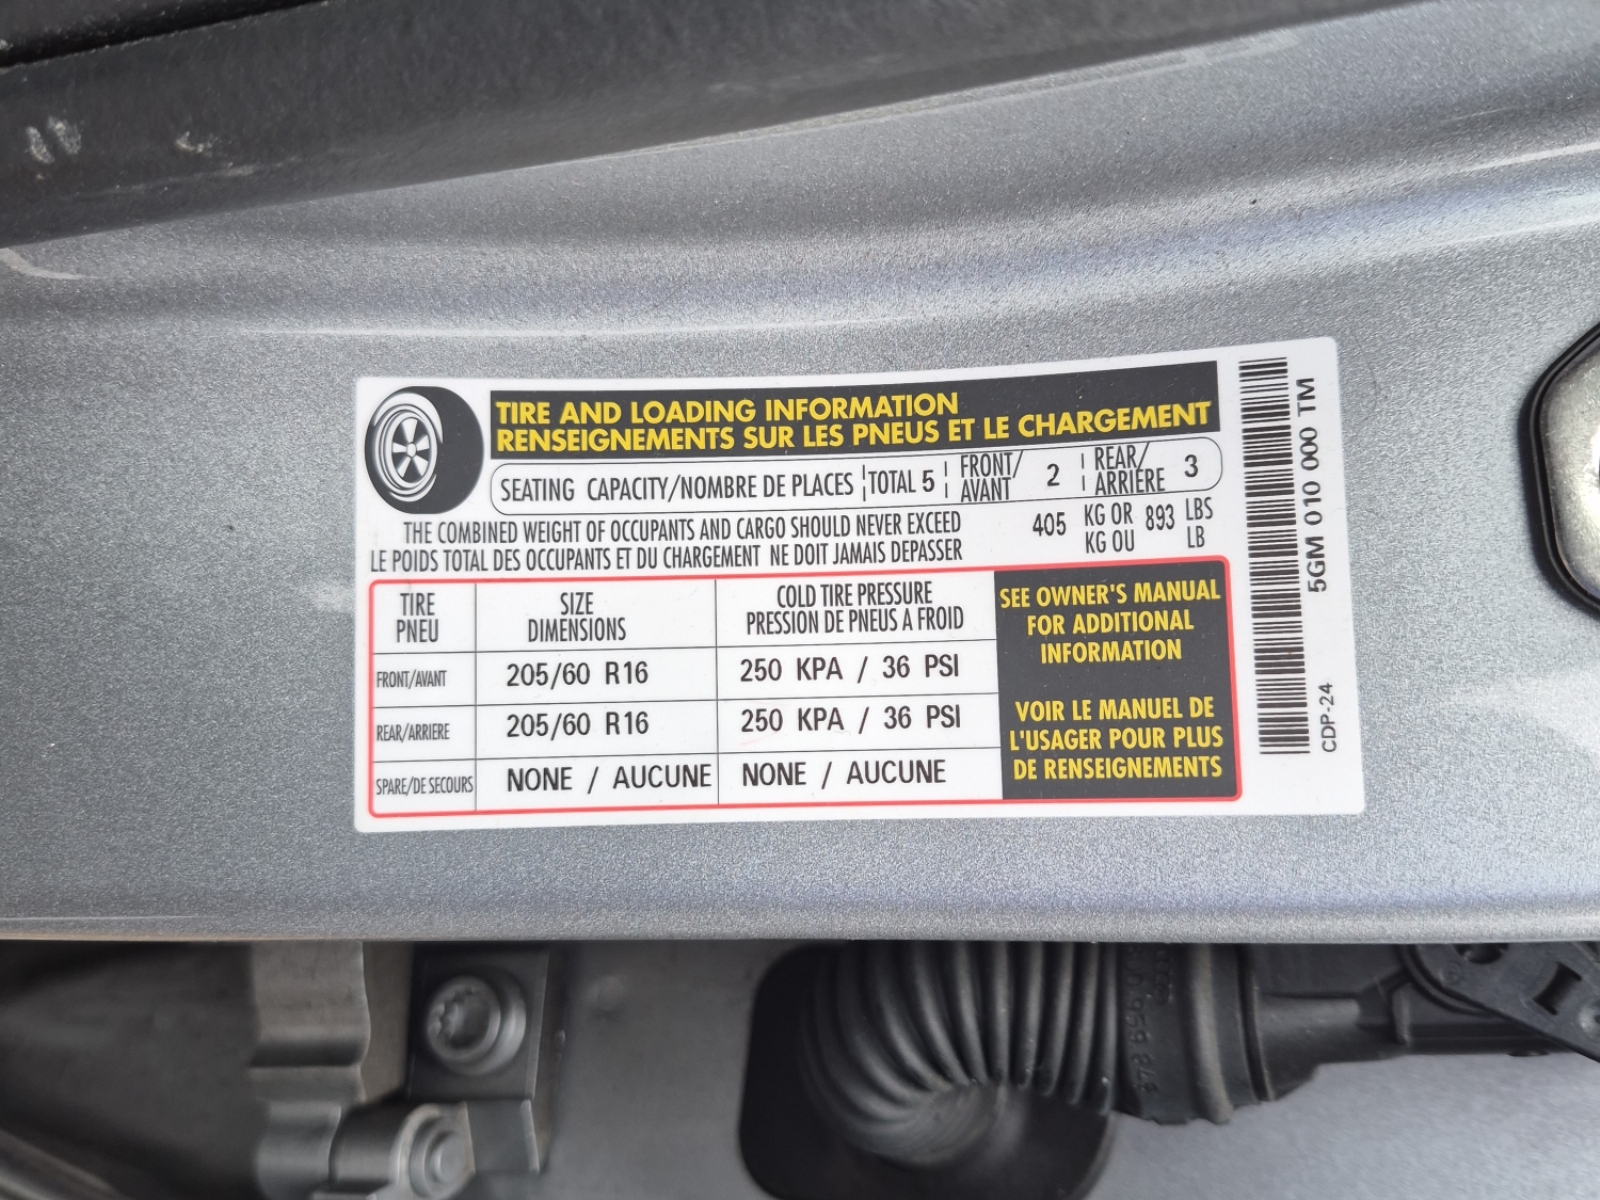 TIRE AND LOADING INFORMATION
RENSEIGNEMENTS SUR LES PNEUS ET LE CHARGEMENT
SEATING CAPACITY/NOMBRE DE PLACES TOTAL 5 FRONT/AVANT 2 REAR/ARRIÈRE 3
THE COMBINED WEIGHT OF OCCUPANTS AND CARGO SHOULD NEVER EXCEED
LE POIDS TOTAL DES OCCUPANTS ET DU CHARGEMENT NE DOIT JAMAIS DEPASSER
405 KG OR 893 LBS
KG OU LB
TIRE SIZE COLD TIRE PRESSURE
PNEU DIMENSIONS PRESSION DE PNEUS A FROID
FRONT/AVANT 205/60 R16 250 KPA / 36 PSI
REAR/ARRIERE 205/60 R16 250 KPA / 36 PSI
SPARE/DE SECOURS NONE / AUCUNE NONE / AUCUNE
SEE OWNER'S MANUAL
FOR ADDITIONAL
INFORMATION
VOIR LE MANUEL DE
L'USAGER POUR PLUS
DE RENSEIGNEMENTS
5GM 010 000 TM
CDP-24